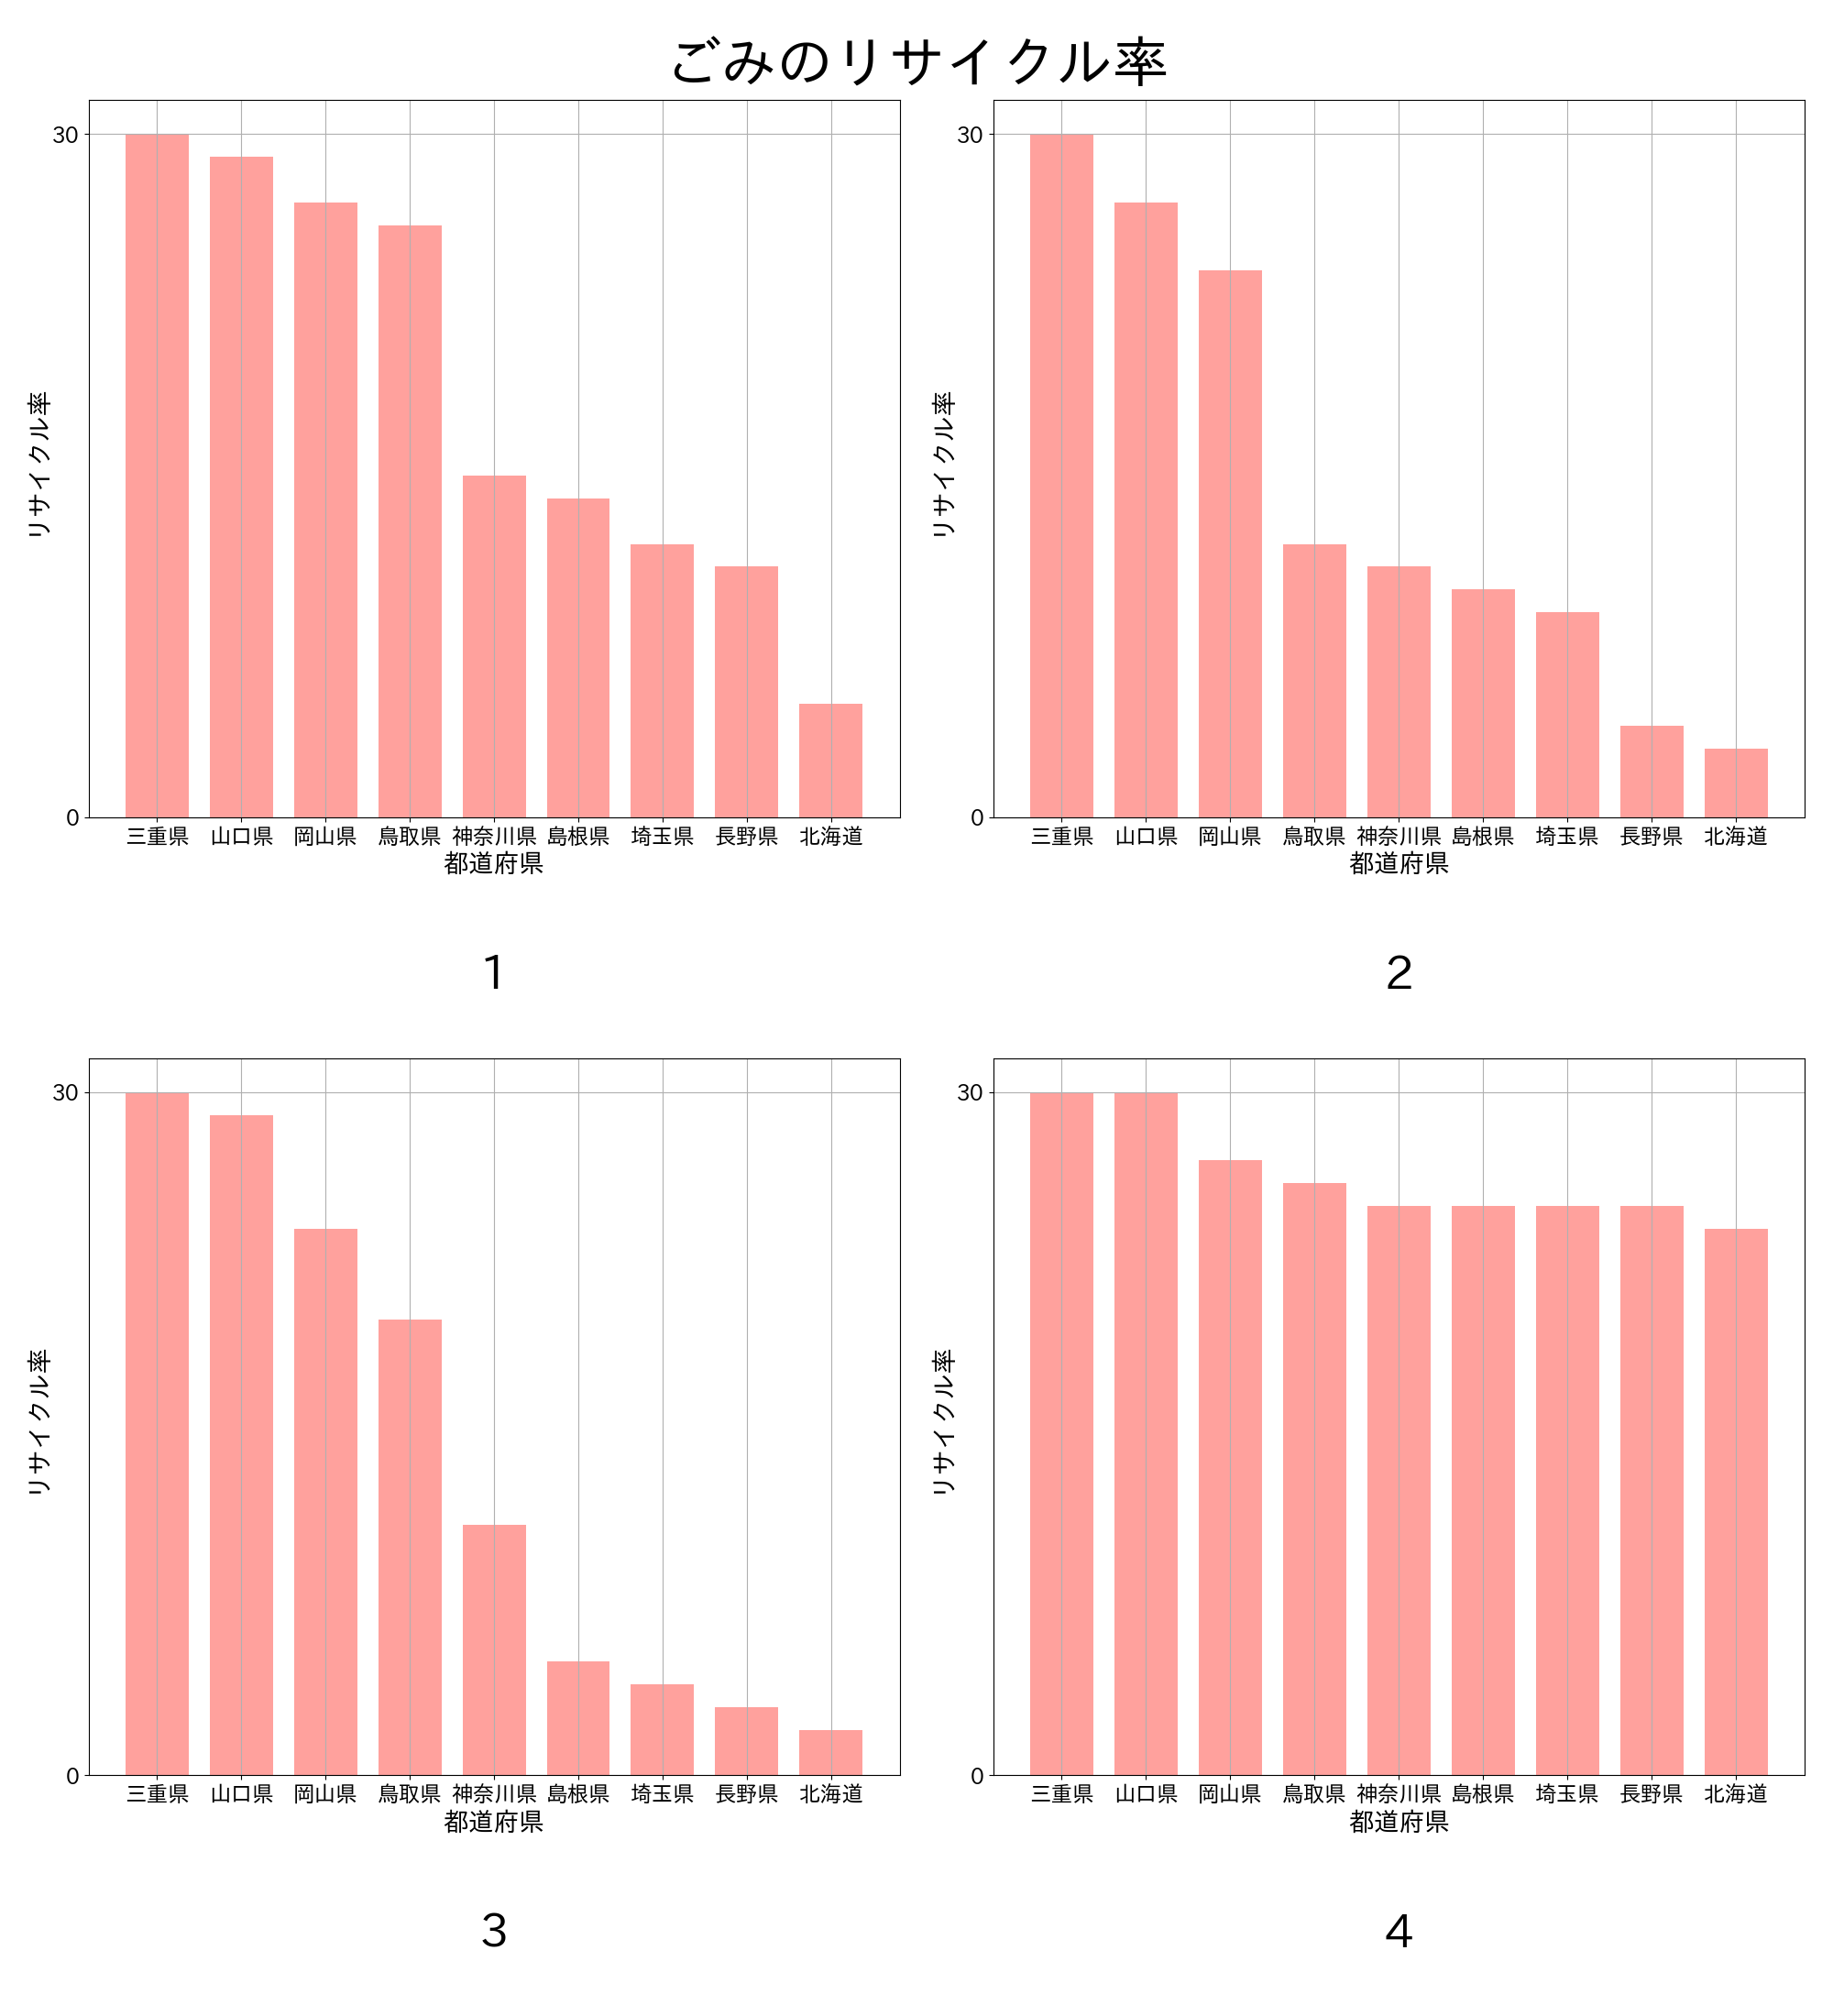 ごみのリサイクル率
30
リサイクル率
0
三重県 山口県 岡山県 鳥取県 神奈川県 島根県 埼玉県 長野県 北海道
都道府県
1
30
リサイクル率
0
三重県 山口県 岡山県 鳥取県 神奈川県 島根県 埼玉県 長野県 北海道
都道府県
2
30
リサイクル率
0
三重県 山口県 岡山県 鳥取県 神奈川県 島根県 埼玉県 長野県 北海道
都道府県
3
30
リサイクル率
0
三重県 山口県 岡山県 鳥取県 神奈川県 島根県 埼玉県 長野県 北海道
都道府県
4